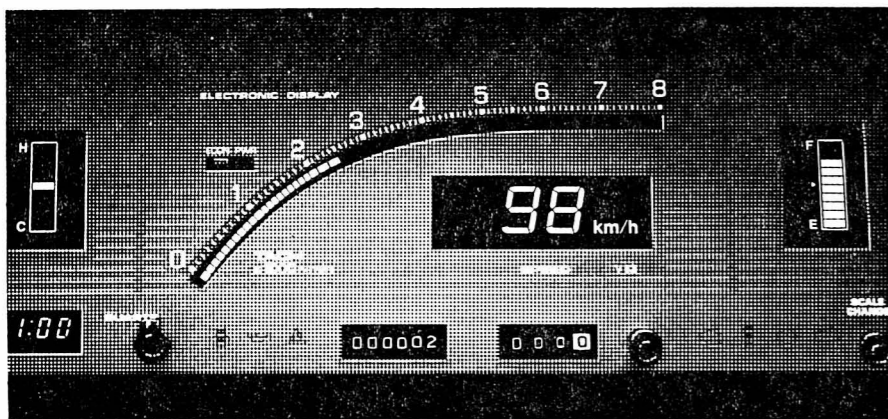 ELECTRONIC DISPLAY
0 1 2 3 4 5 6 7 8
H
C
F
E
98 km/h
SPEED
1:00
QUARTZ
000002
0000
SCALE
CHANGE